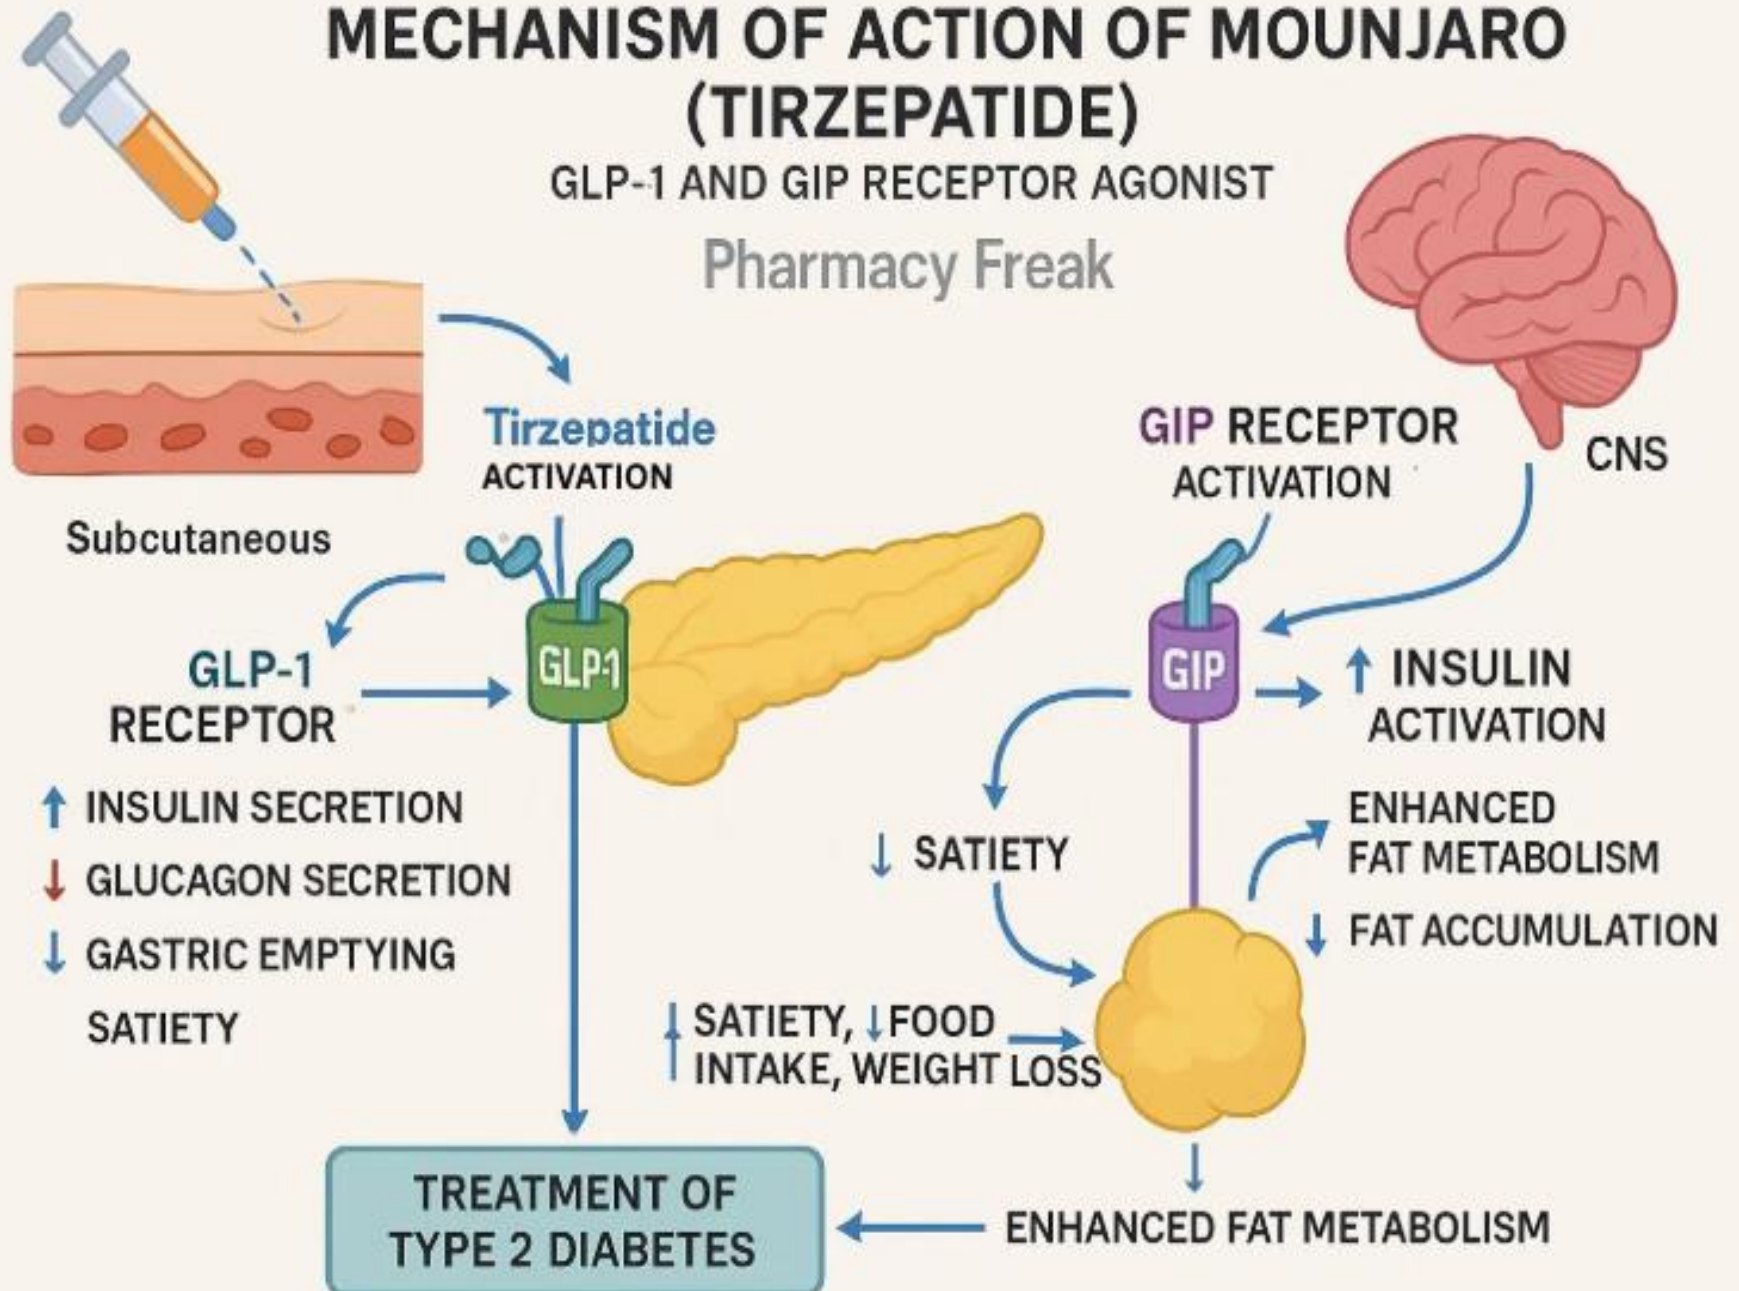 MECHANISM OF ACTION OF MOUNJARO
(TIRZEPATIDE)
GLP-1 AND GIP RECEPTOR AGONIST
Pharmacy Freak
Tirzepatide
ACTIVATION
GIP RECEPTOR
ACTIVATION
CNS
Subcutaneous
GLP-1
RECEPTOR
GLP-1
GIP
↑ INSULIN
ACTIVATION
↑ INSULIN SECRETION
↓ GLUCAGON SECRETION
↓ GASTRIC EMPTYING
SATIETY
↓ SATIETY
ENHANCED
FAT METABOLISM
↓ FAT ACCUMULATION
SATIETY, ↓FOOD
INTAKE, WEIGHT LOSS
TREATMENT OF
TYPE 2 DIABETES
ENHANCED FAT METABOLISM